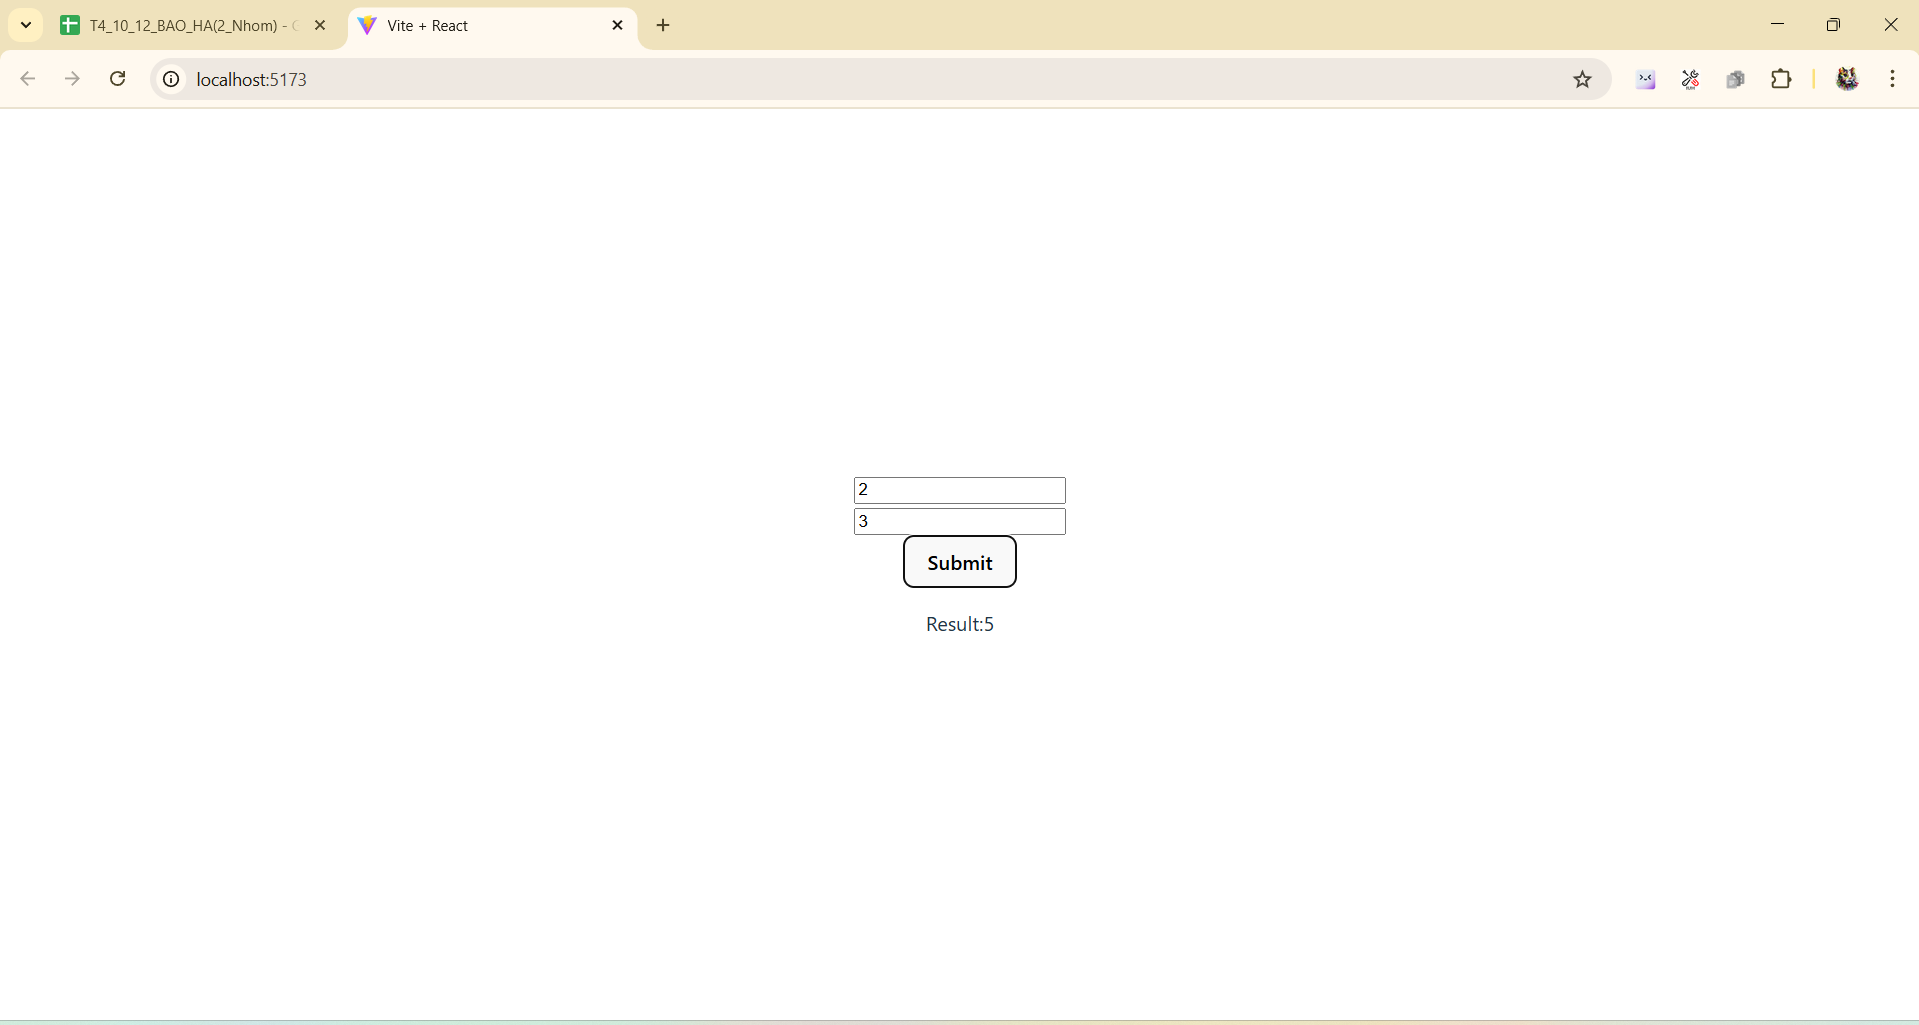 T4_10_12_BAO_HA(2_Nhom) -
Vite + React
localhost:5173
2
3
Submit
Result:5